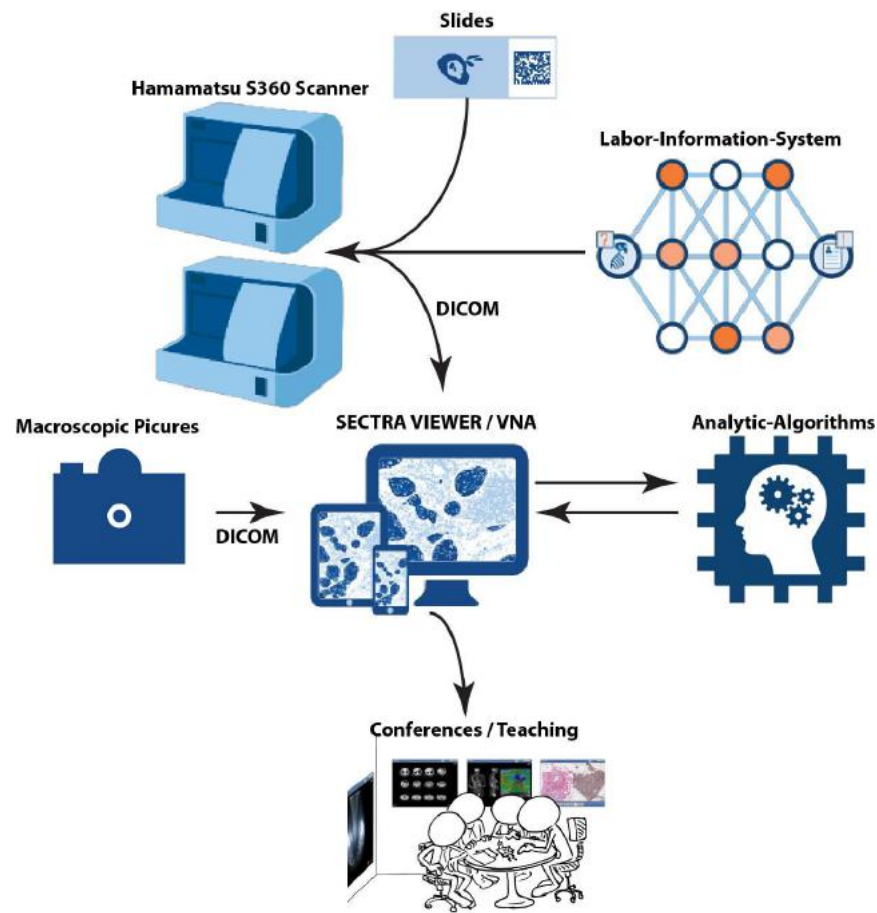 Slides
Hamamatsu S360 Scanner
Labor-Information-System
DICOM
Macroscopic Picures
SECTRA VIEWER / VNA
Analytic-Algorithms
DICOM
Conferences / Teaching